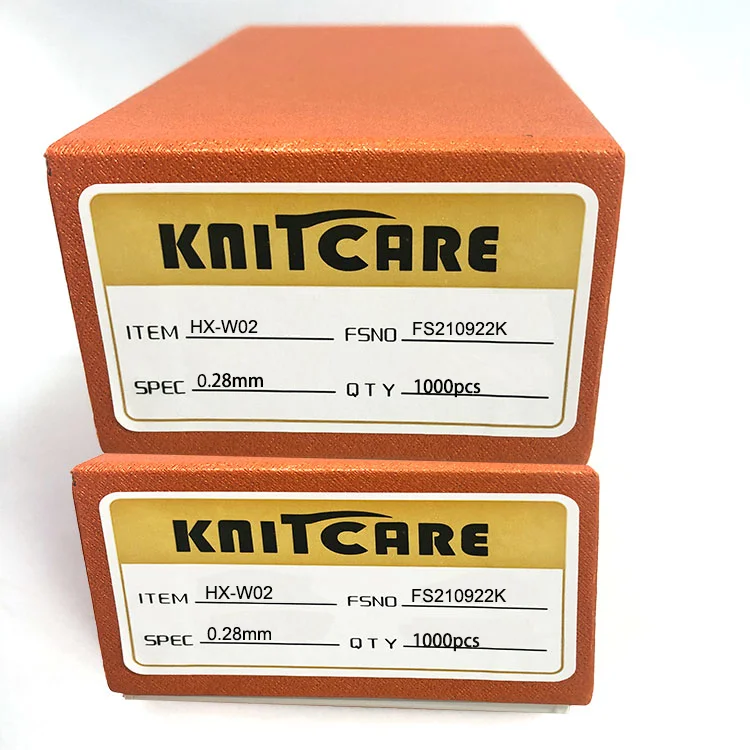 KNITCARE
ITEM HX-W02 FSNO FS210922K
SPEC 0.28mm QTY 1000pcs
KNITCARE
ITEM HX-W02 FSNO FS210922K
SPEC 0.28mm QTY 1000pcs